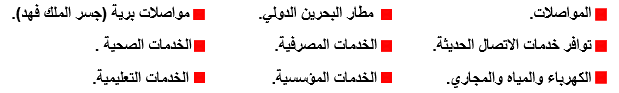 المواصلات. مطار البحرين الدولي. مواصلات برية (جسر الملك فهد).
توافر خدمات الاتصال الحديثة. الخدمات المصرفية. الخدمات الصحية .
الكهرباء والمياه والمجاري. الخدمات المؤسسية. الخدمات التعليمية.